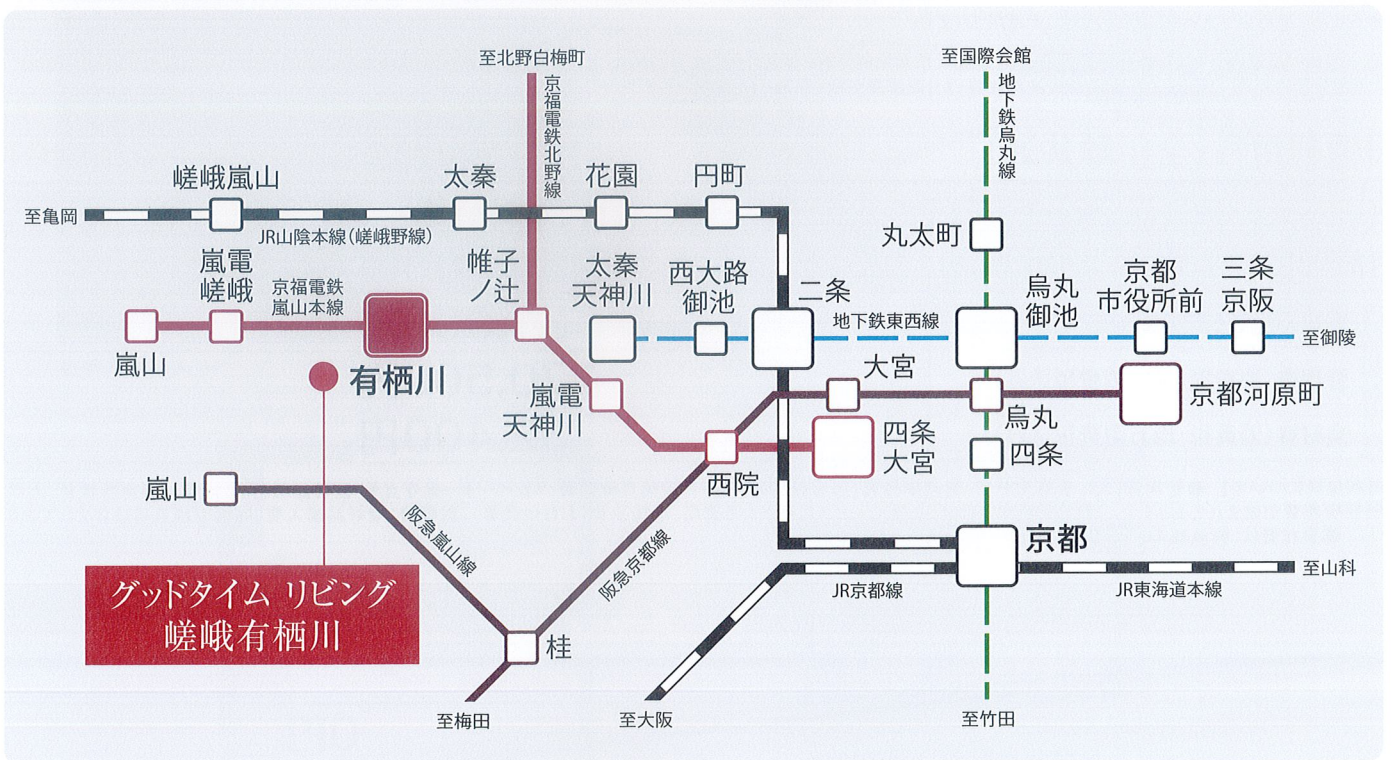 至北野白梅町
京福電鉄北野線
至国際会館
地下鉄烏丸線
嵯峨嵐山
太秦
花園
円町
至亀岡
JR山陰本線(嵯峨野線)
丸太町
嵐電
嵯峨
京福電鉄
嵐山本線
帷子
ノ辻
太秦
天神川
西大路
御池
二条
地下鉄東西線
烏丸
御池
京都
市役所前
三条
京阪
至御陵
嵐山
有栖川
嵐電
天神川
大宮
烏丸
京都河原町
四条
大宮
四条
西院
嵐山
阪急嵐山線
阪急京都線
京都
JR京都線
JR東海道本線
至山科
グッドタイム リビング
嵯峨有栖川
桂
至梅田
至大阪
至竹田